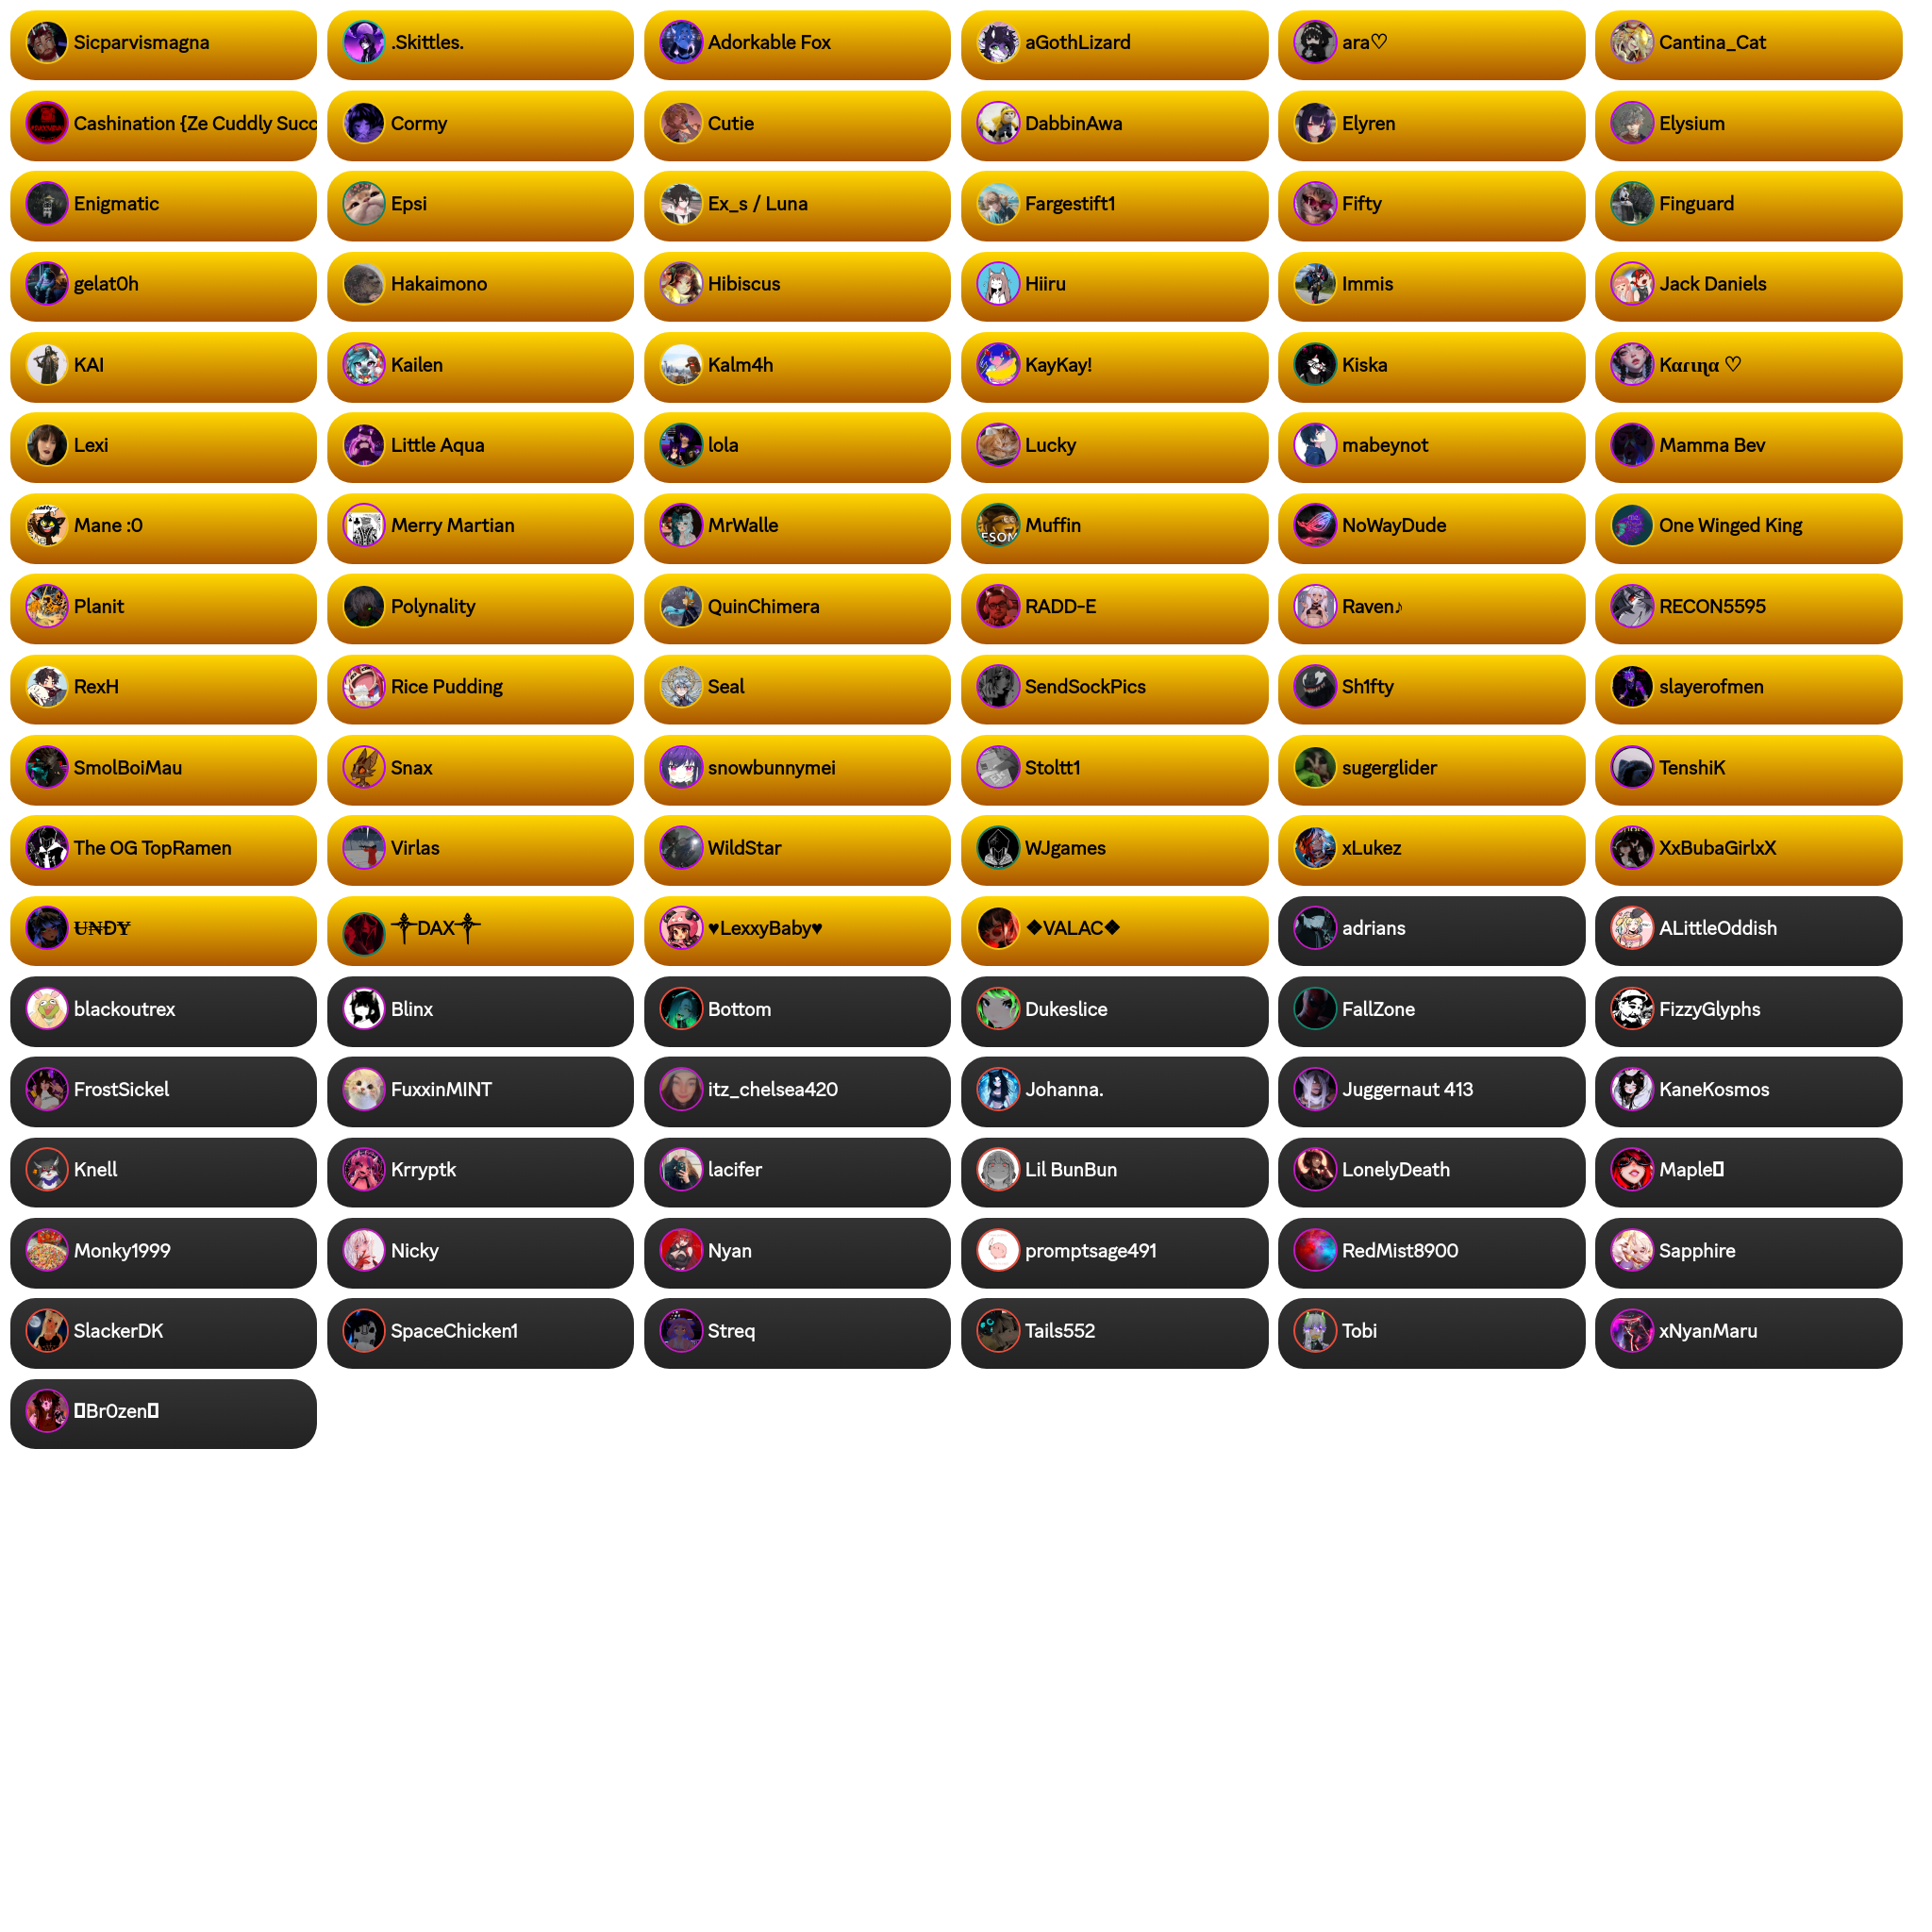 Sicparvismagna
.Skittles.
Adorkable Fox
aGothLizard
ara♡
Cantina_Cat
Cashination {Ze Cuddly Succ
Cormy
Cutie
DabbinAwa
Elyren
Elysium
Enigmatic
Epsi
Ex_s / Luna
Fargestift1
Fifty
Finguard
gelat0h
Hakaimono
Hibiscus
Hiiru
Immis
Jack Daniels
KAI
Kailen
Kalm4h
KayKay!
Kiska
Kαɾιɳα ♡
Lexi
Little Aqua
lola
Lucky
mabeynot
Mamma Bev
Mane :0
Merry Martian
MrWalle
ESOM
Muffin
NoWayDude
One Winged King
Planit
Polynality
QuinChimera
RADD-E
Raven♪
RECON5595
RexH
Rice Pudding
Seal
SendSockPics
Sh1fty
slayerofmen
SmolBoiMau
Snax
snowbunnymei
Stoltt1
sugerglider
TenshiK
The OG TopRamen
Virlas
WildStar
WJgames
xLukez
XxBubaGirlxX
U̶N̶ĐɎ
⸸DAX⸸
♥LexxyBaby♥
❖VALAC❖
adrians
ALittleOddish
blackoutrex
Blinx
Bottom
Dukeslice
FallZone
FizzyGlyphs
FrostSickel
FuxxinMINT
itz_chelsea420
Johanna.
Juggernaut 413
KaneKosmos
Knell
Krryptk
lacifer
Lil BunBun
LonelyDeath
Maple
Monky1999
Nicky
Nyan
promptsage491
RedMist8900
Sapphire
SlackerDK
SpaceChicken1
Streq
Tails552
Tobi
xNyanMaru
Br0zen